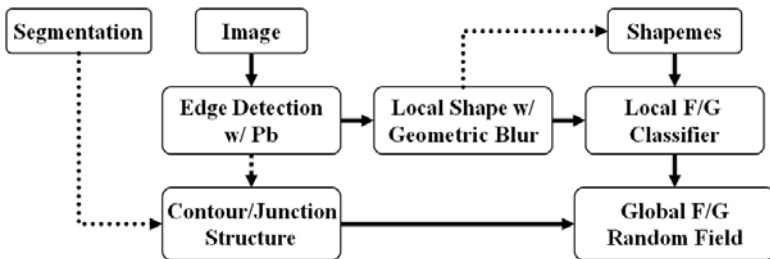 Segmentation
Image
Shapemes
Edge Detection
w/ Pb
Local Shape w/
Geometric Blur
Local F/G
Classifier
Contour/Junction
Structure
Global F/G
Random Field